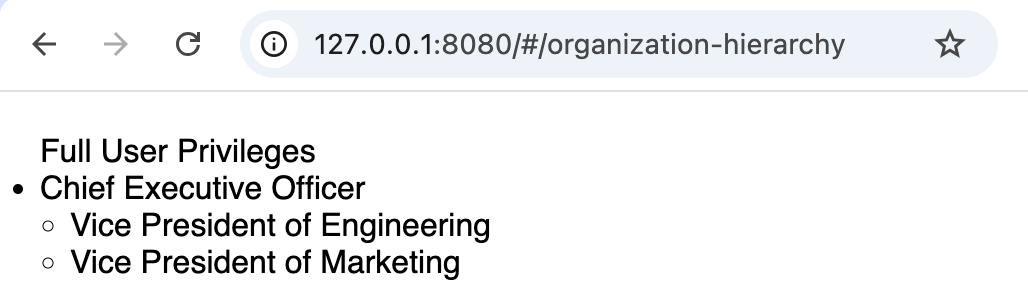 127.0.0.1:8080/#/organization-hierarchy
Full User Privileges
Chief Executive Officer
Vice President of Engineering
Vice President of Marketing